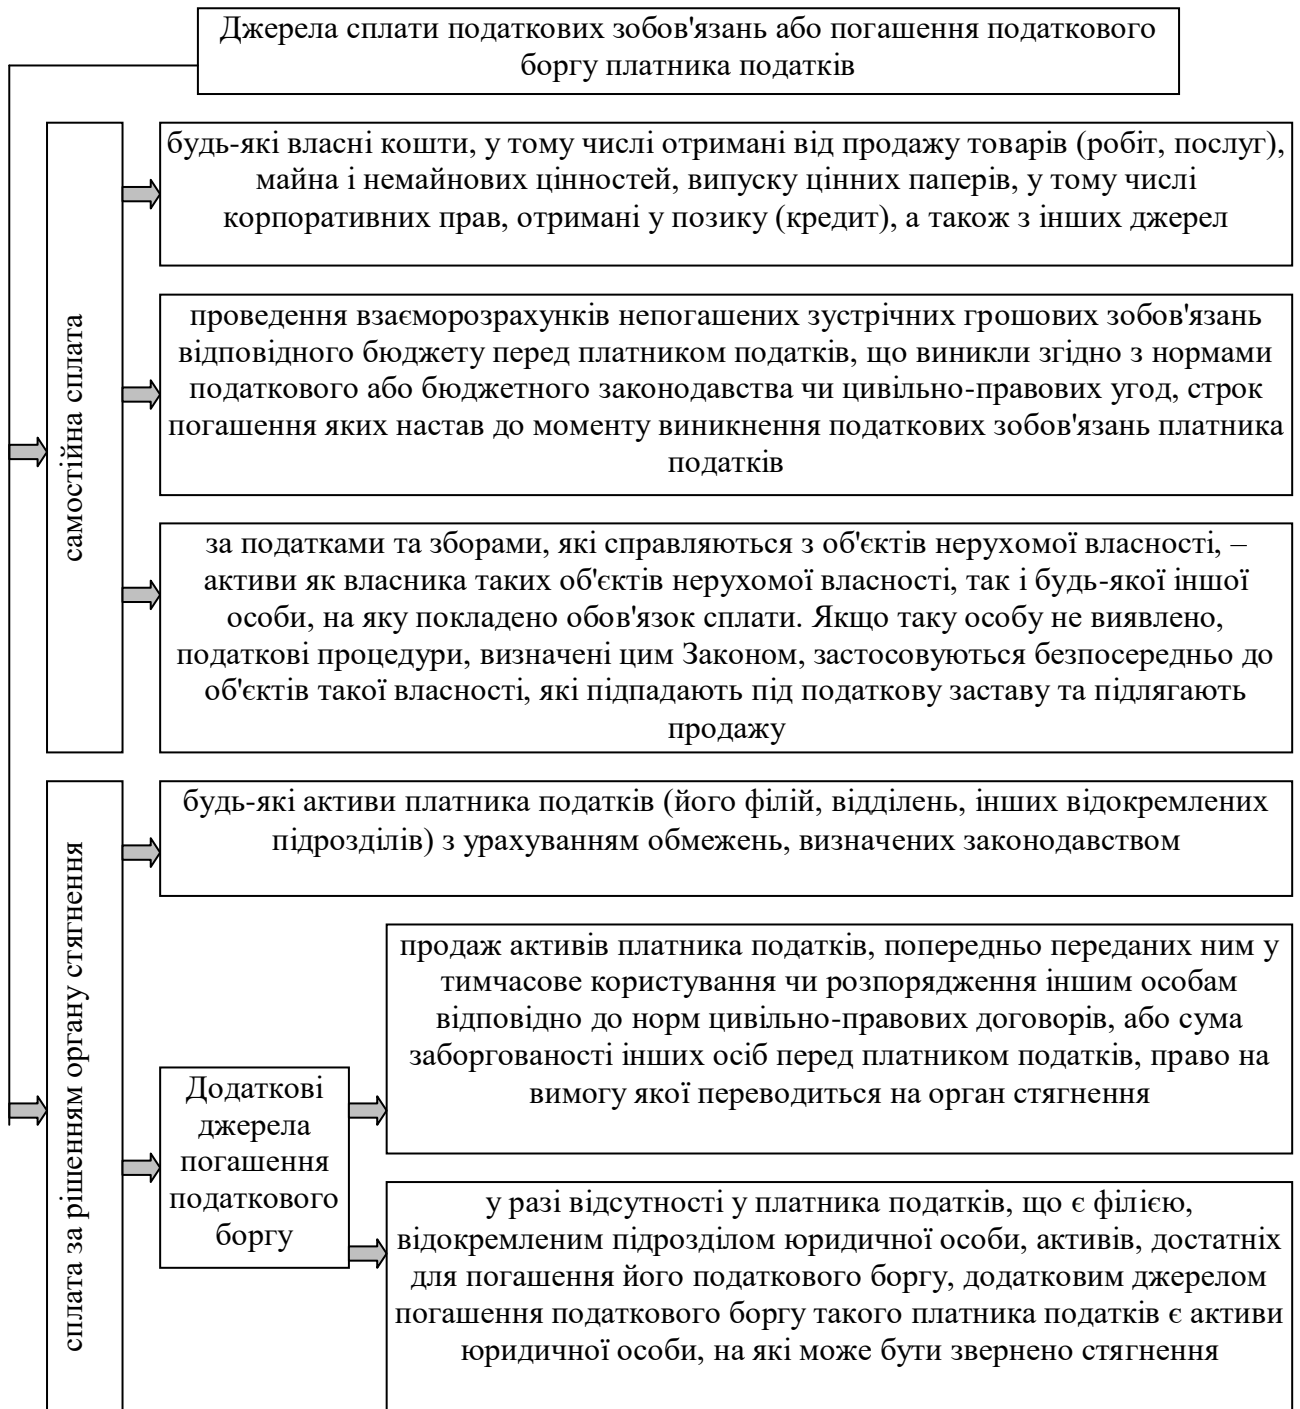 Джерела сплати податкових зобов'язань або погашення податкового
боргу платника податків
самостійна сплата
будь-які власні кошти, у тому числі отримані від продажу товарів (робіт, послуг),
майна і немайнових цінностей, випуску цінних паперів, у тому числі
корпоративних прав, отримані у позику (кредит), а також з інших джерел
проведення взаєморозрахунків непогашених зустрічних грошових зобов'язань
відповідного бюджету перед платником податків, що виникли згідно з нормами
податкового або бюджетного законодавства чи цивільно-правових угод, строк
погашення яких настав до моменту виникнення податкових зобов'язань платника
податків
за податками та зборами, які справляються з об'єктів нерухомої власності, –
активи як власника таких об'єктів нерухомої власності, так і будь-якої іншої
особи, на яку покладено обов'язок сплати. Якщо таку особу не виявлено,
податкові процедури, визначені цим Законом, застосовуються безпосередньо до
об'єктів такої власності, які підпадають під податкову заставу та підлягають
продажу
сплата за рішенням органу стягнення
будь-які активи платника податків (його філій, відділень, інших відокремлених
підрозділів) з урахуванням обмежень, визначених законодавством
Додаткові
джерела
погашення
податкового
боргу
продаж активів платника податків, попередньо переданих ним у
тимчасове користування чи розпорядження іншим особам
відповідно до норм цивільно-правових договорів, або сума
заборгованості інших осіб перед платником податків, право на
вимогу якої переводиться на орган стягнення
у разі відсутності у платника податків, що є філією,
відокремленим підрозділом юридичної особи, активів, достатніх
для погашення його податкового боргу, додатковим джерелом
погашення податкового боргу такого платника податків є активи
юридичної особи, на які може бути звернено стягнення